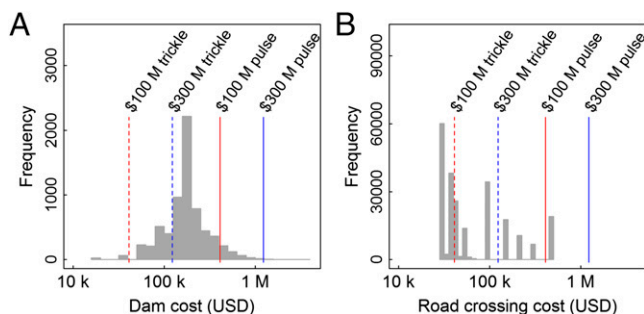 A
$100 M trickle
$300 M trickle
$100 M pulse
$300 M pulse
Frequency
3000
2000
1000
0
10 k
100 k
1 M
Dam cost (USD)
B
$100 M trickle
$300 M trickle
$100 M pulse
$300 M pulse
Frequency
90000
60000
30000
0
10 k
100 k
1 M
Road crossing cost (USD)